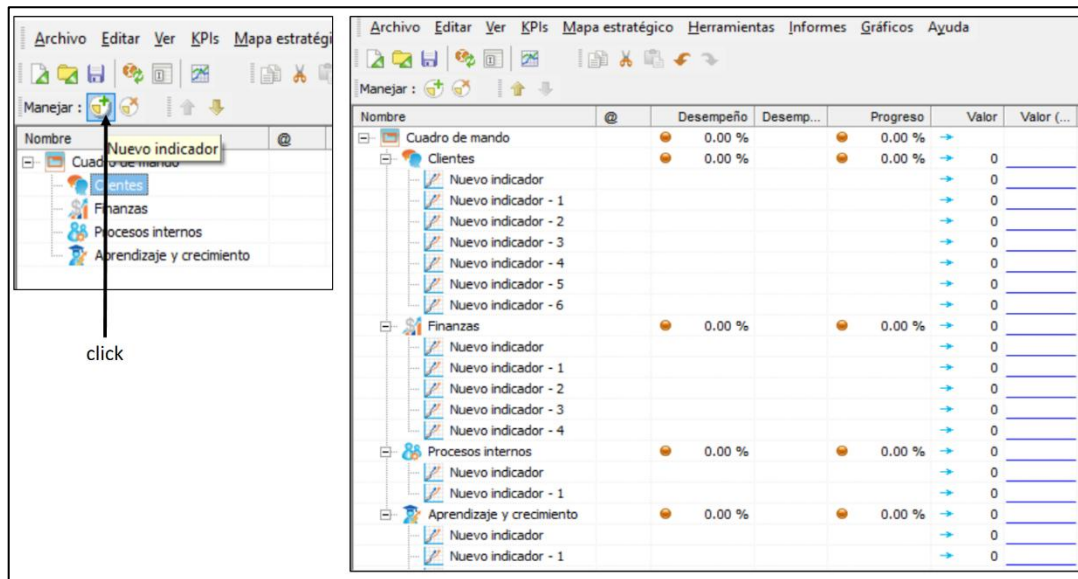 Archivo Editar Ver KPIs Mapa estratégi
Manejar :
Nombre @
Nuevo indicador
Cuadro de mando
Clientes
Finanzas
Procesos internos
Aprendizaje y crecimiento
click
Archivo Editar Ver KPIs Mapa estratégico Herramientas Informes Gráficos Ayuda
Manejar :
Nombre @ Desempeño Desemp... Progreso Valor Valor (...
Cuadro de mando 0.00 % 0.00 %
Clientes 0.00 % 0.00 % 0
Nuevo indicador 0
Nuevo indicador - 1 0
Nuevo indicador - 2 0
Nuevo indicador - 3 0
Nuevo indicador - 4 0
Nuevo indicador - 5 0
Nuevo indicador - 6 0
Finanzas 0.00 % 0.00 % 0
Nuevo indicador 0
Nuevo indicador - 1 0
Nuevo indicador - 2 0
Nuevo indicador - 3 0
Nuevo indicador - 4 0
Procesos internos 0.00 % 0.00 % 0
Nuevo indicador 0
Nuevo indicador - 1 0
Aprendizaje y crecimiento 0.00 % 0.00 % 0
Nuevo indicador 0
Nuevo indicador - 1 0